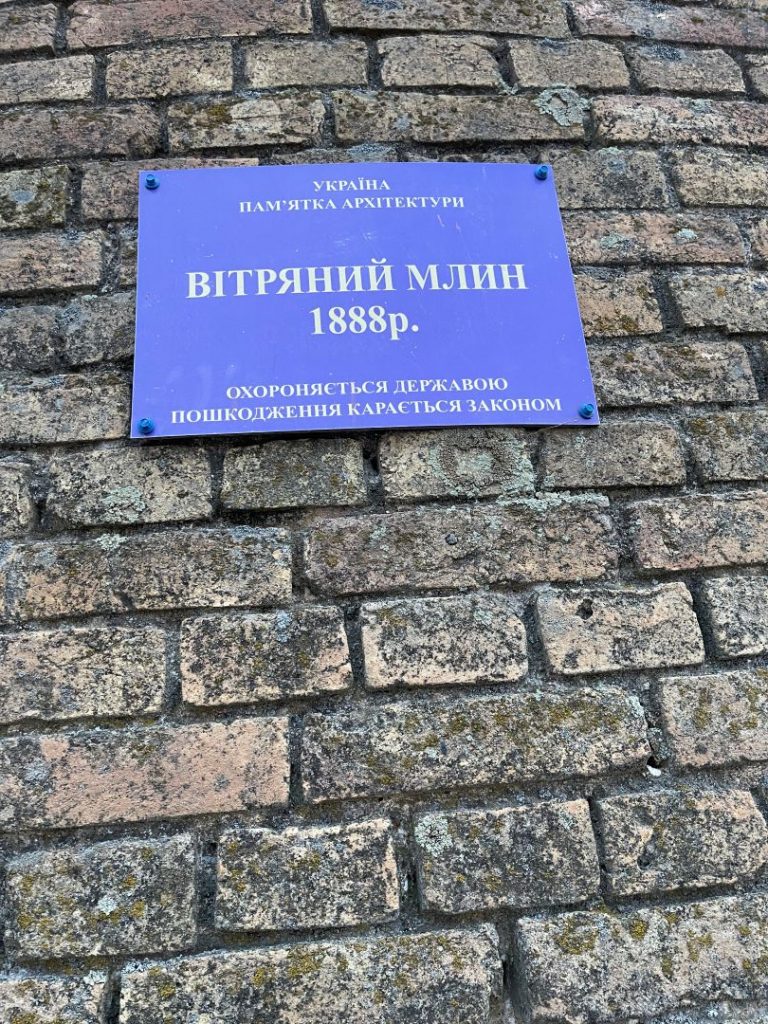 УКРАЇНА
ПАМ’ЯТКА АРХІТЕКТУРИ
ВІТРЯНИЙ МЛИН
1888р.
ОХОРОНЯЄТЬСЯ ДЕРЖАВОЮ
ПОШКОДЖЕННЯ КАРАЄТЬСЯ ЗАКОНОМ